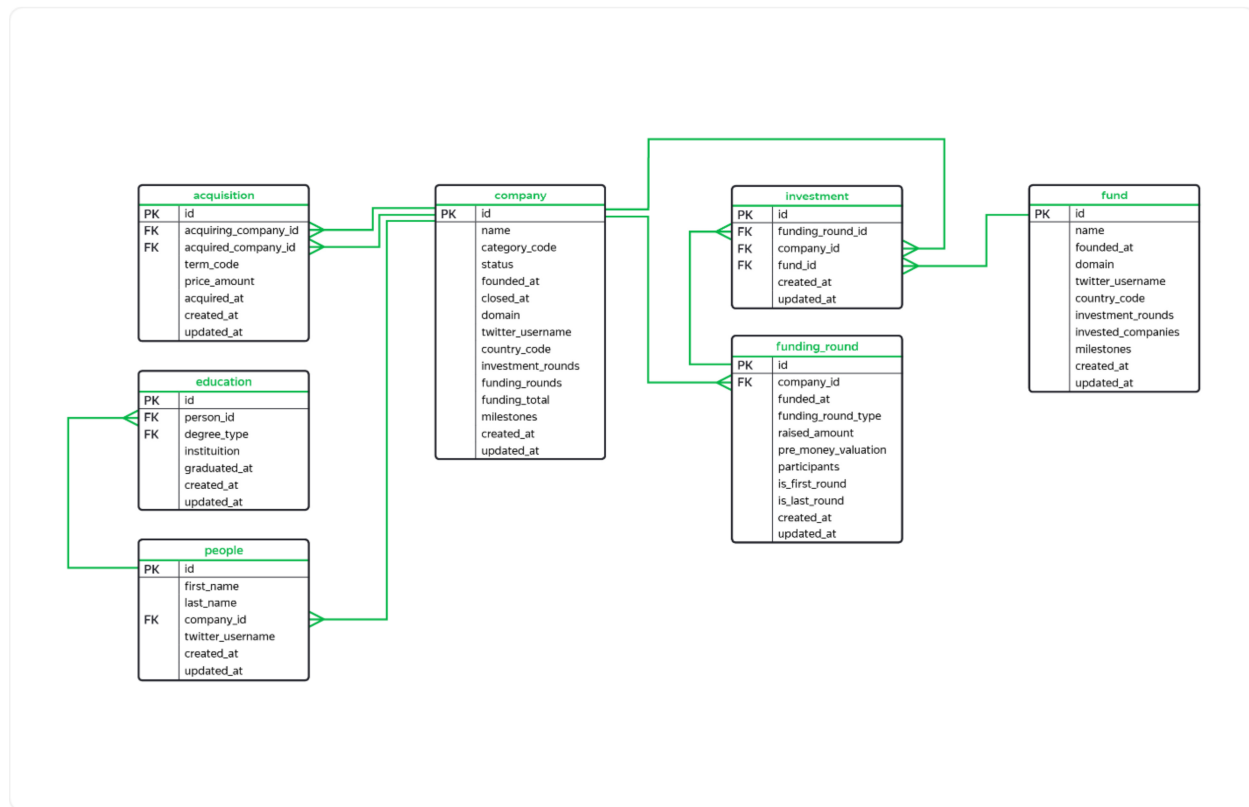 acquisition
PK id
FK acquiring_company_id
FK acquired_company_id
term_code
price_amount
acquired_at
created_at
updated_at
education
PK id
FK person_id
FK degree_type
instituition
graduated_at
created_at
updated_at
people
PK id
first_name
last_name
FK company_id
twitter_username
created_at
updated_at
company
PK id
name
category_code
status
founded_at
closed_at
domain
twitter_username
country_code
investment_rounds
funding_rounds
funding_total
milestones
created_at
updated_at
investment
PK id
FK funding_round_id
FK company_id
FK fund_id
created_at
updated_at
funding_round
PK id
FK company_id
funded_at
funding_round_type
raised_amount
pre_money_valuation
participants
is_first_round
is_last_round
created_at
updated_at
fund
PK id
name
founded_at
domain
twitter_username
country_code
investment_rounds
invested_companies
milestones
created_at
updated_at